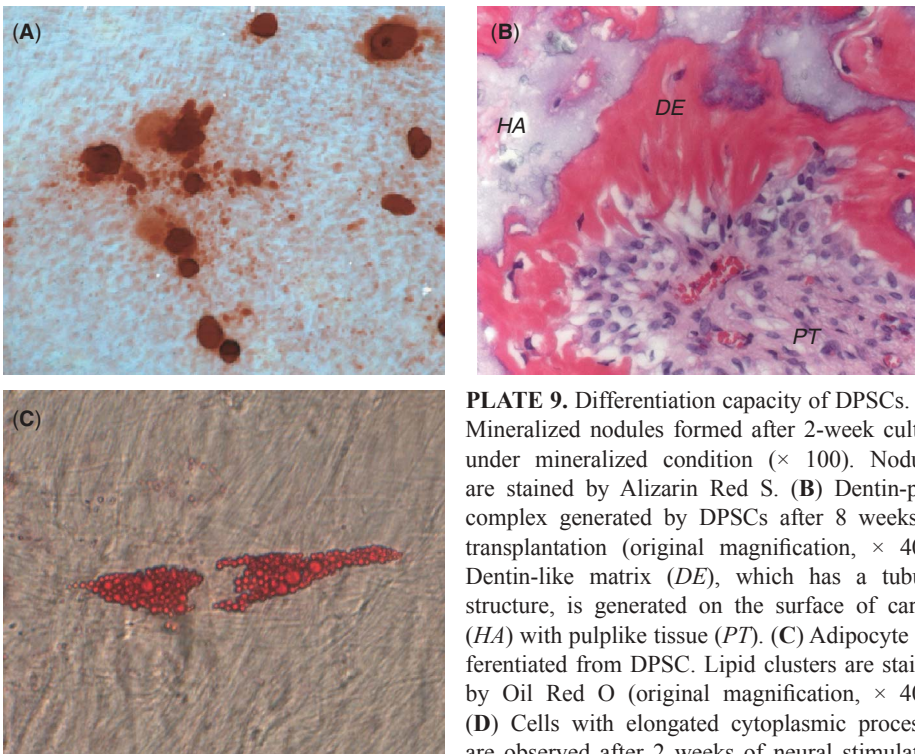 (A)
(B)
DE
HA
PT
(C)
PLATE 9. Differentiation capacity of DPSCs.
Mineralized nodules formed after 2-week cult
under mineralized condition (× 100). Nodu
are stained by Alizarin Red S. (B) Dentin-p
complex generated by DPSCs after 8 weeks
transplantation (original magnification, × 40
Dentin-like matrix (DE), which has a tubu
structure, is generated on the surface of car
(HA) with pulplike tissue (PT). (C) Adipocyte
ferentiated from DPSC. Lipid clusters are stai
by Oil Red O (original magnification, × 40
(D) Cells with elongated cytoplasmic proces
are observed after 2 weeks of neural stimulat